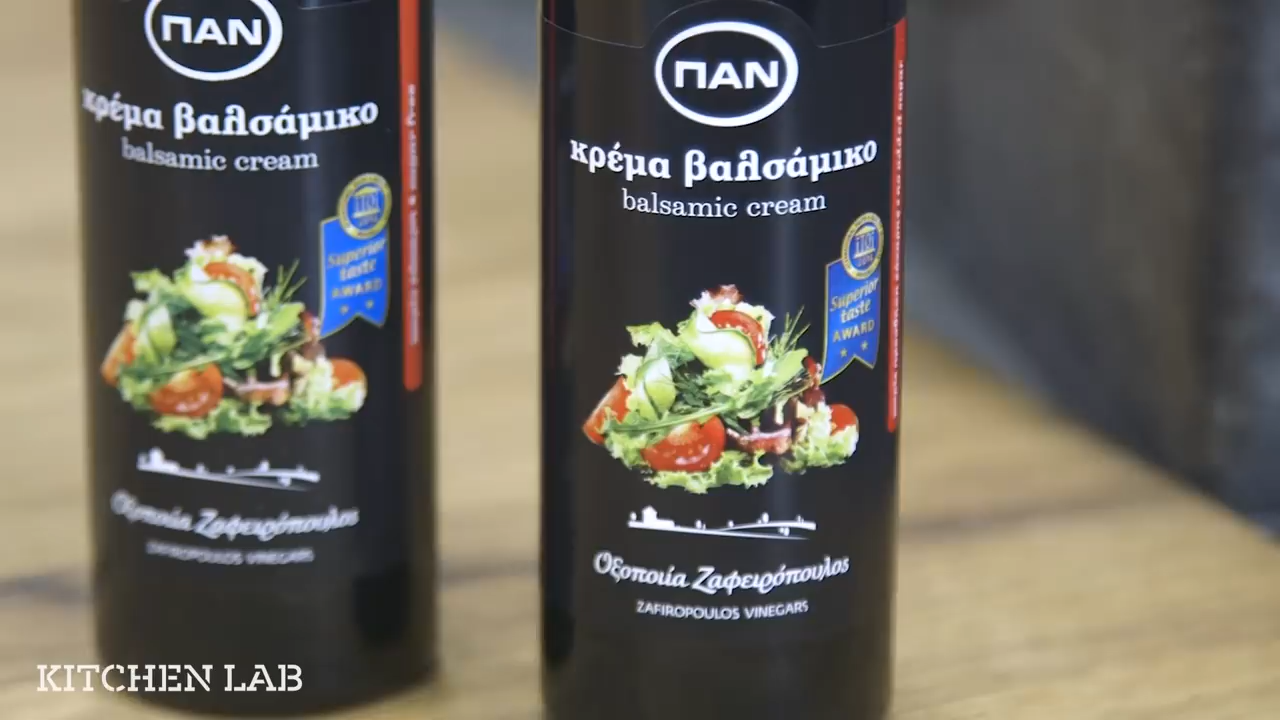 ΠΑΝ
κρέμα βαλσάμικο
balsamic cream
Superior
taste
AWARD
Οξοποιία Ζαφειρόπουλος
ZAFIROPOULOS VINEGARS
ΠΑΝ
κρέμα βαλσάμικο
balsamic cream
Superior
taste
AWARD
Οξοποιία Ζαφειρόπουλος
ZAFIROPOULOS VINEGARS
KITCHEN LAB